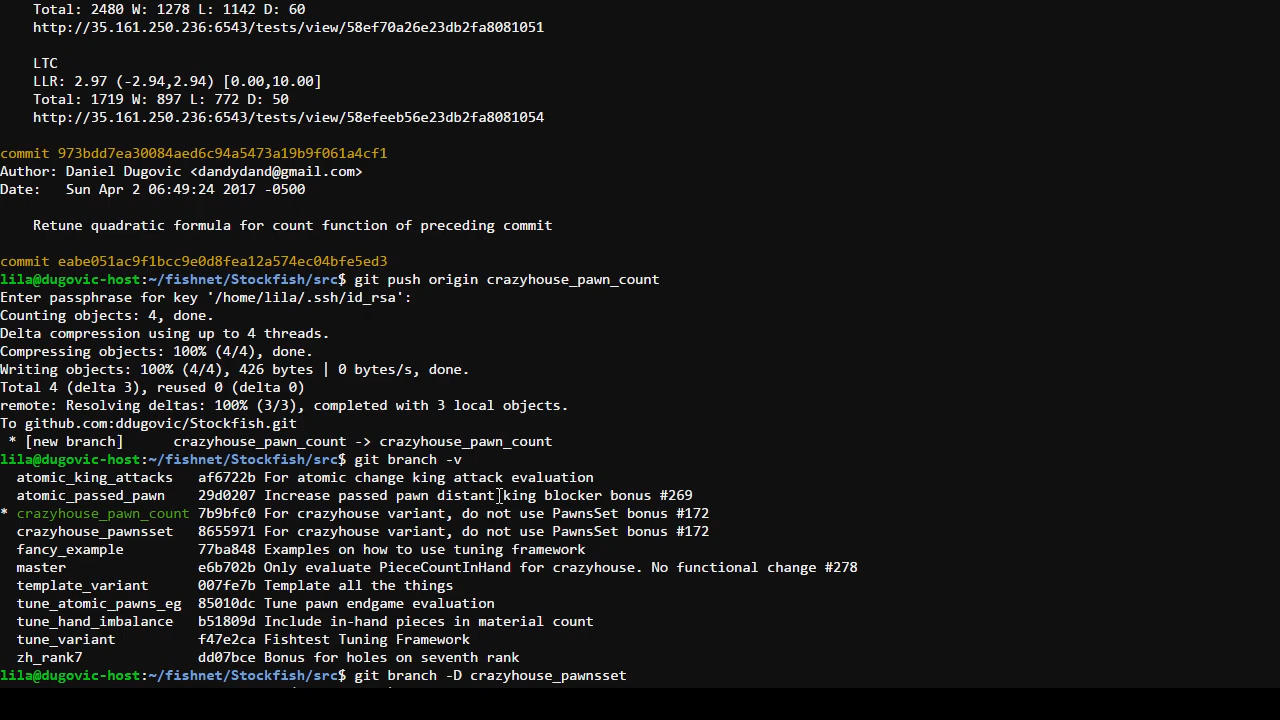 Total: 2480 W: 1278 L: 1142 D: 60
http://35.161.250.236:6543/tests/view/58ef70a26e23db2fa8081051
LTC
LLR: 2.97 (-2.94,2.94) [0.00,10.00]
Total: 1719 W: 897 L: 772 D: 50
http://35.161.250.236:6543/tests/view/58efeeb56e23db2fa8081054
commit 973bdd7ea30084aed6c94a5473a19b9f061a4cf1
Author: Daniel Dugovic <dandydand@gmail.com>
Date:   Sun Apr 2 06:49:24 2017 -0500
Retune quadratic formula for count function of preceding commit
commit eabe051ac9f1bcc9e0d8fea12a574ec04bfe5ed3
lila@dugovic-host:~/fishnet/Stockfish/src$ git push origin crazyhouse_pawn_count
Enter passphrase for key '/home/lila/.ssh/id_rsa':
Counting objects: 4, done.
Delta compression using up to 4 threads.
Compressing objects: 100% (4/4), done.
Writing objects: 100% (4/4), 426 bytes | 0 bytes/s, done.
Total 4 (delta 3), reused 0 (delta 0)
remote: Resolving deltas: 100% (3/3), completed with 3 local objects.
To github.com:ddugovic/Stockfish.git
 * [new branch]      crazyhouse_pawn_count -> crazyhouse_pawn_count
lila@dugovic-host:~/fishnet/Stockfish/src$ git branch -v
  atomic_king_attacks   af6722b For atomic change king attack evaluation
  atomic_passed_pawn    29d0207 Increase passed pawn distant king blocker bonus #269
* crazyhouse_pawn_count 7b9bfc0 For crazyhouse variant, do not use PawnsSet bonus #172
  crazyhouse_pawnsset   8655971 For crazyhouse variant, do not use PawnsSet bonus #172
  fancy_example         77ba848 Examples on how to use tuning framework
  master                e6b702b Only evaluate PieceCountInHand for crazyhouse. No functional change #278
  template_variant      007fe7b Template all the things
  tune_atomic_pawns_eg  85010dc Tune pawn endgame evaluation
  tune_hand_imbalance   b51809d Include in-hand pieces in material count
  tune_variant          f47e2ca Fishtest Tuning Framework
  zh_rank7              dd07bce Bonus for holes on seventh rank
lila@dugovic-host:~/fishnet/Stockfish/src$ git branch -D crazyhouse_pawnsset